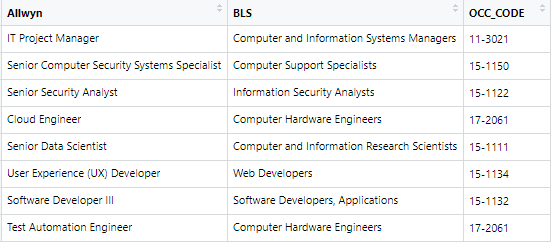 Allwyn BLS OCC_CODE
IT Project Manager Computer and Information Systems Managers 11-3021
Senior Computer Security Systems Specialist Computer Support Specialists 15-1150
Senior Security Analyst Information Security Analysts 15-1122
Cloud Engineer Computer Hardware Engineers 17-2061
Senior Data Scientist Computer and Information Research Scientists 15-1111
User Experience (UX) Developer Web Developers 15-1134
Software Developer III Software Developers, Applications 15-1132
Test Automation Engineer Computer Hardware Engineers 17-2061